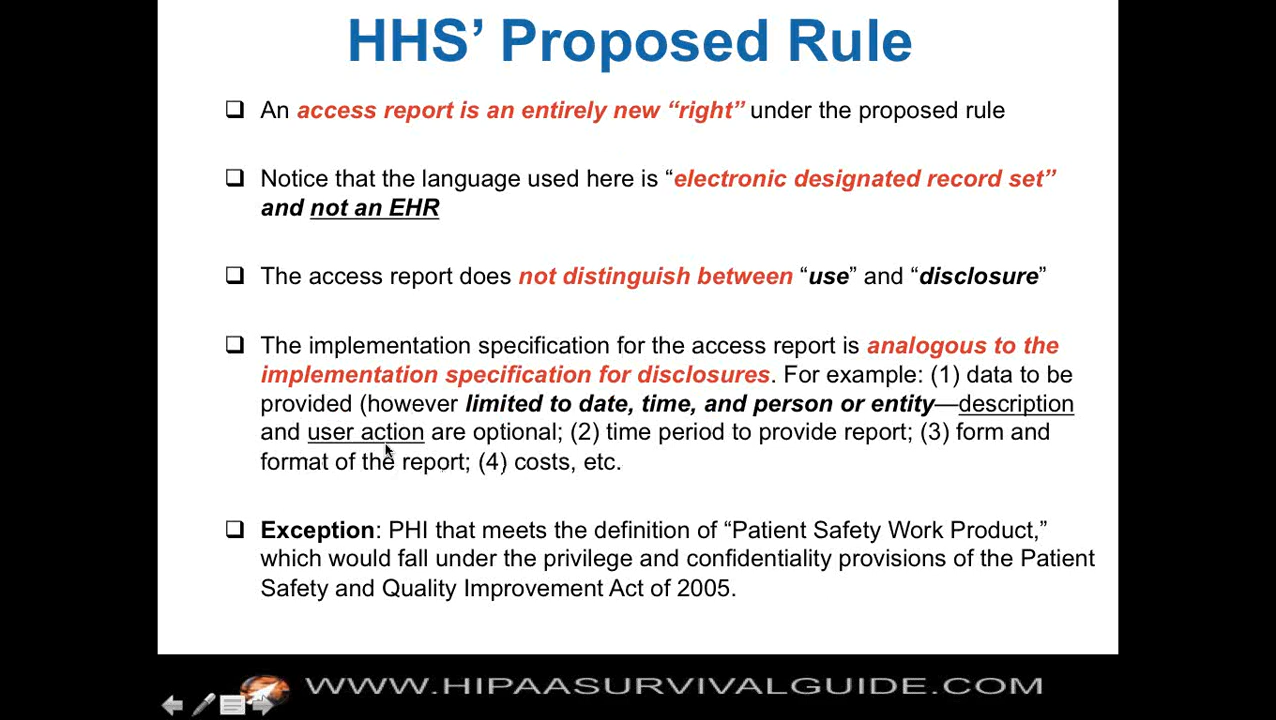 HHS’ Proposed Rule
❑ An access report is an entirely new “right” under the proposed rule
❑ Notice that the language used here is “electronic designated record set”
and not an EHR
❑ The access report does not distinguish between “use” and “disclosure”
❑ The implementation specification for the access report is analogous to the
implementation specification for disclosures. For example: (1) data to be
provided (however limited to date, time, and person or entity—description
and user action are optional; (2) time period to provide report; (3) form and
format of the report; (4) costs, etc.
❑ Exception: PHI that meets the definition of “Patient Safety Work Product,”
which would fall under the privilege and confidentiality provisions of the Patient
Safety and Quality Improvement Act of 2005.
WWW.HIPAASURVIVALGUIDE.COM